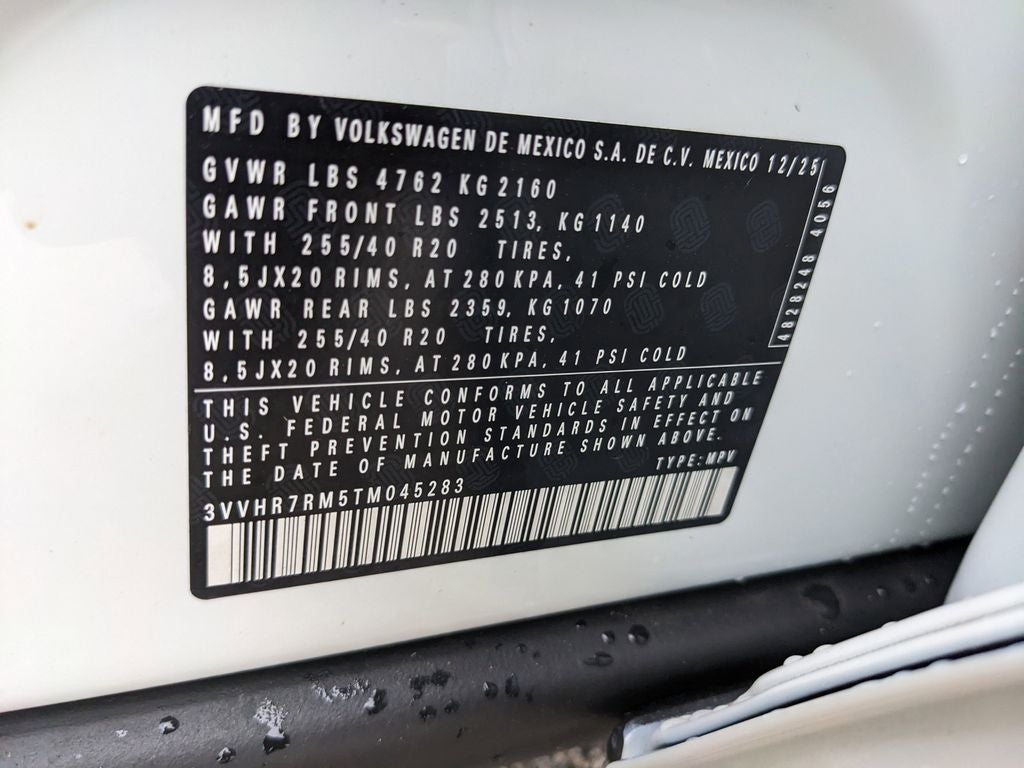 MFD BY VOLKSWAGEN DE MEXICO S.A. DE C.V. MEXICO 12/25
GVWR LBS 4762 KG 2160
GAWR FRONT LBS 2513, KG 1140
WITH 255/40 R20 TIRES,
8,5JX20 RIMS, AT 280 KPA, 41 PSI COLD
GAWR REAR LBS 2359, KG 1070
WITH 255/40 R20 TIRES,
8,5JX20 RIMS, AT 280 KPA, 41 PSI COLD
4828248 4056
THIS VEHICLE CONFORMS TO ALL APPLICABLE
U.S. FEDERAL MOTOR VEHICLE SAFETY AND
THEFT PREVENTION STANDARDS IN EFFECT ON
THE DATE OF MANUFACTURE SHOWN ABOVE.
TYPE: MPV
3VVHR7RM5TM045283